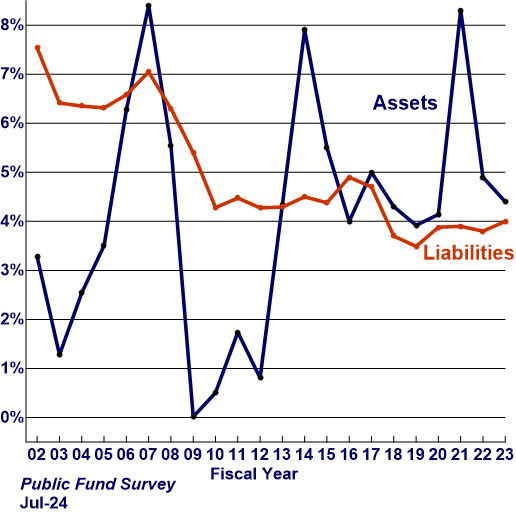 8%
7%
6%
Assets
5%
4%
Liabilities
3%
2%
1%
0%
02 03 04 05 06 07 08 09 10 11 12 13 14 15 16 17 18 19 20 21 22 23
Fiscal Year
Public Fund Survey
Jul-24